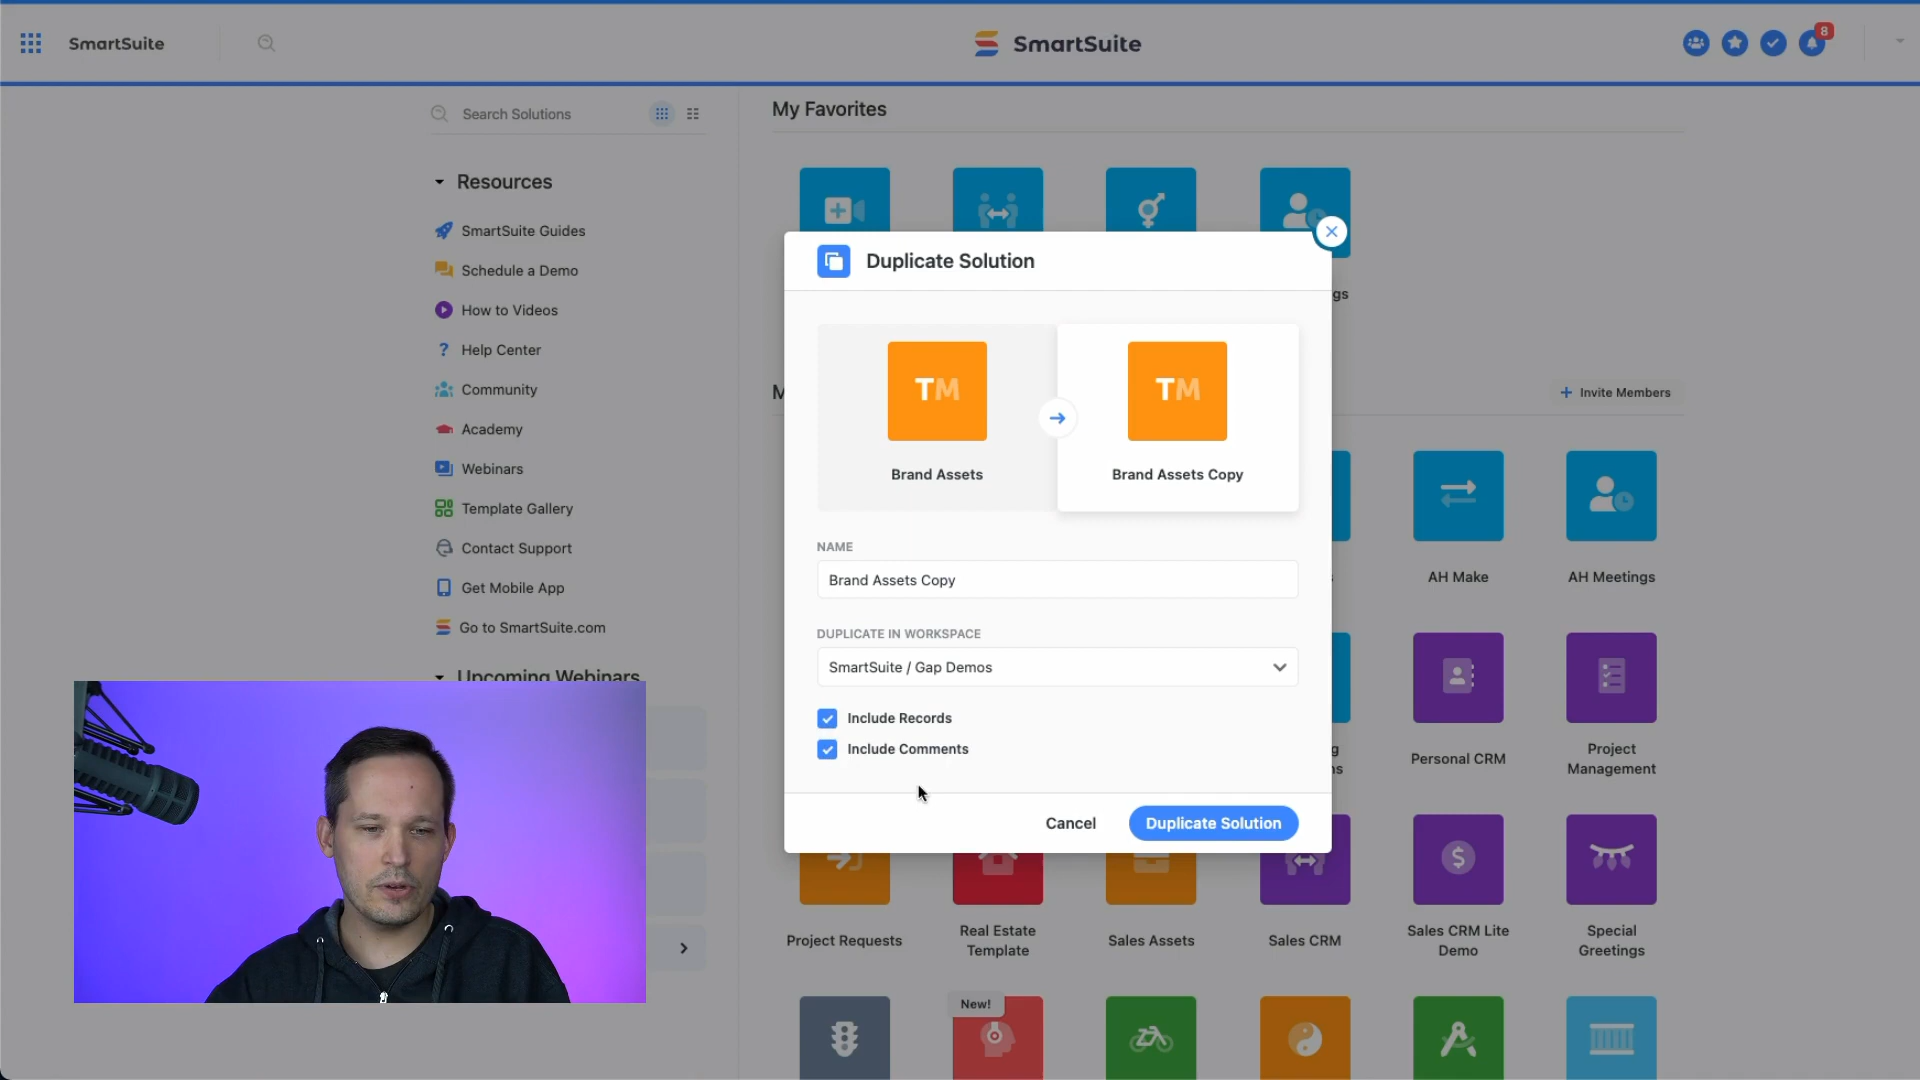 SmartSuite
SmartSuite
8
Search Solutions
My Favorites
Resources
SmartSuite Guides
Schedule a Demo
How to Videos
Help Center
Community
Academy
Webinars
Template Gallery
Contact Support
Get Mobile App
Go to SmartSuite.com
Upcoming Webinars
gs
Duplicate Solution
TM
TM
Brand Assets
Brand Assets Copy
NAME
Brand Assets Copy
DUPLICATE IN WORKSPACE
SmartSuite / Gap Demos
Include Records
Include Comments
Cancel
Duplicate Solution
Invite Members
AH Make
AH Meetings
Personal CRM
Project
Management
Project Requests
Real Estate
Template
Sales Assets
Sales CRM
Sales CRM Lite
Demo
Special
Greetings
New!